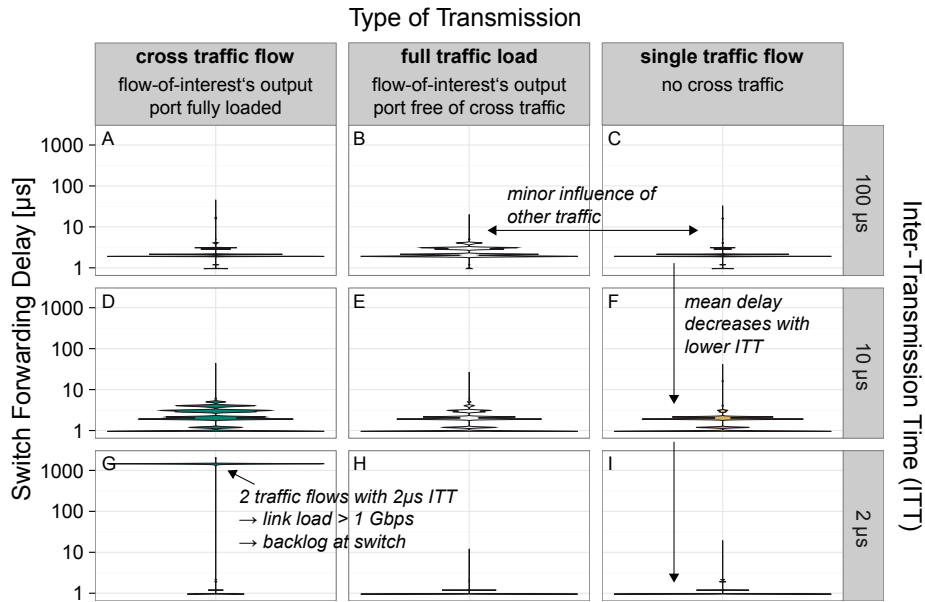 Type of Transmission
cross traffic flow
flow-of-interest‘s output
port fully loaded
full traffic load
flow-of-interest‘s output
port free of cross traffic
single traffic flow
no cross traffic
Switch Forwarding Delay [µs]
1000
100
10
1
A
B
C
minor influence of
other traffic
100 µs
1000
100
10
1
D
E
F
mean delay
decreases with
lower ITT
10 µs
1000
100
10
1
G
H
I
2 traffic flows with 2µs ITT
→ link load > 1 Gbps
→ backlog at switch
2 µs
Inter-Transmission Time (ITT)